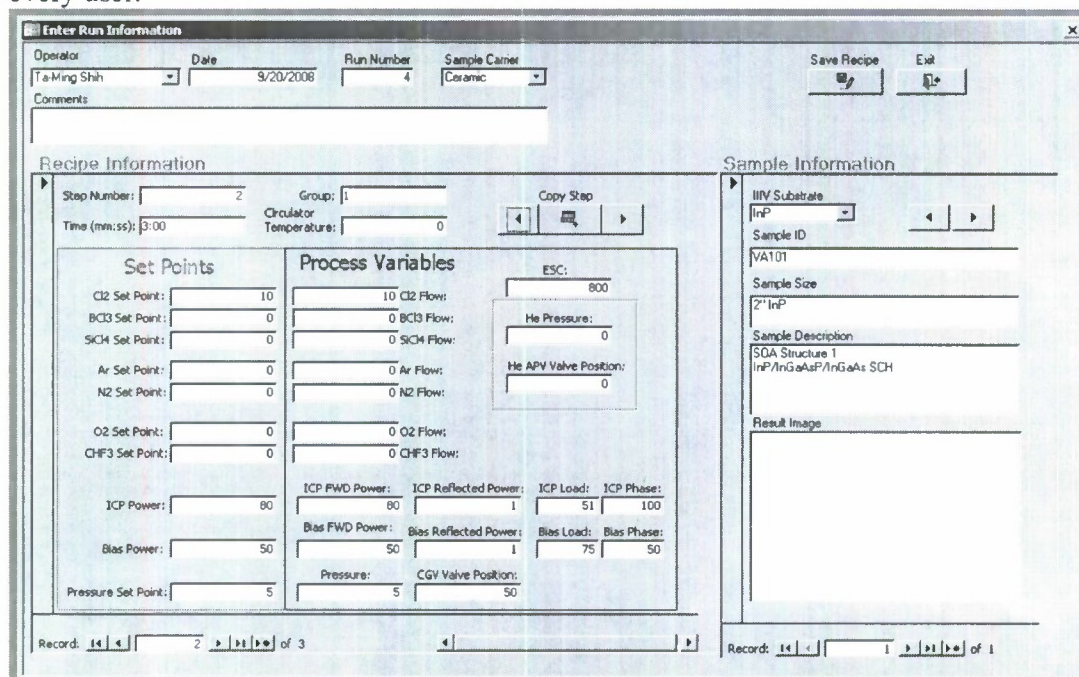 every user.
Enter Run Information
Operator Date Run Number Sample Carrier Save Recipe Exit
Ta-Ming Shih 9/20/2008 4 Ceramic
Comments
Recipe Information Sample Information
Step Number: 2 Group: 1 Copy Step III/V Substrate
Time (mm:ss): 3:00 Circulator Temperature: 0 InP
Sample ID
VA101
Set Points Process Variables ESC:
800
Sample Size
2" InP
Cl2 Set Point: 10 10 Cl2 Flow:
BCl3 Set Point: 0 0 BCl3 Flow: He Pressure:
SiCl4 Set Point: 0 0 SiCl4 Flow: 0
Sample Description
SOA Structure 1
InP/InGaAsP/InGaAs SCH
Ar Set Point: 0 0 Ar Flow: He APV Valve Position:
N2 Set Point: 0 0 N2 Flow: 0
O2 Set Point: 0 0 O2 Flow:
CHF3 Set Point: 0 0 CHF3 Flow:
Result Image
ICP FWD Power: ICP Reflected Power: ICP Load: ICP Phase:
ICP Power: 80 80 1 51 100
Bias FWD Power: Bias Reflected Power: Bias Load: Bias Phase:
Bias Power: 50 50 1 75 50
Pressure: CGV Valve Position:
Pressure Set Point: 5 5 50
Record: 2 of 3
Record: 1 of 1